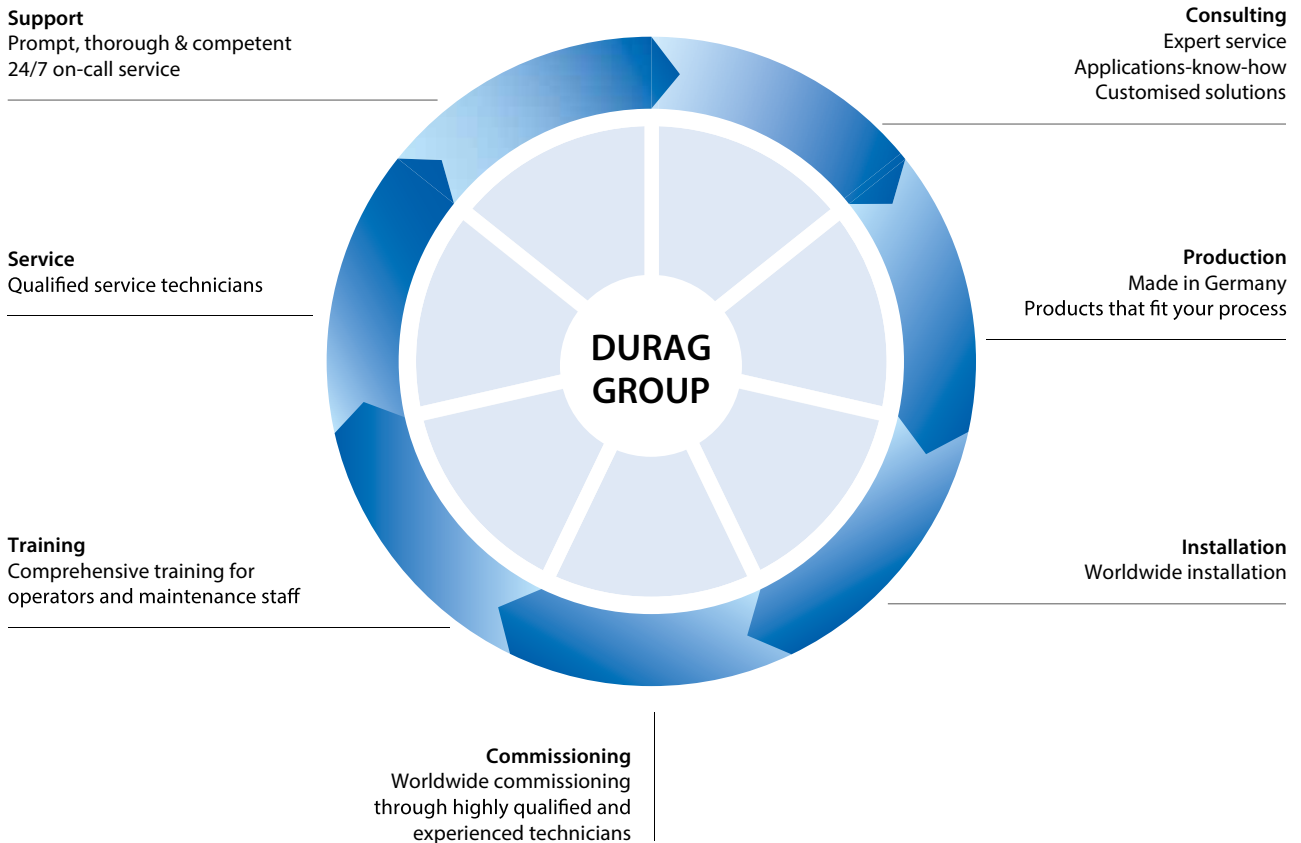 Support
Prompt, thorough & competent
24/7 on-call service
Consulting
Expert service
Applications-know-how
Customised solutions
Service
Qualified service technicians
DURAG
GROUP
Production
Made in Germany
Products that fit your process
Training
Comprehensive training for
operators and maintenance staff
Installation
Worldwide installation
Commissioning
Worldwide commissioning
through highly qualified and
experienced technicians